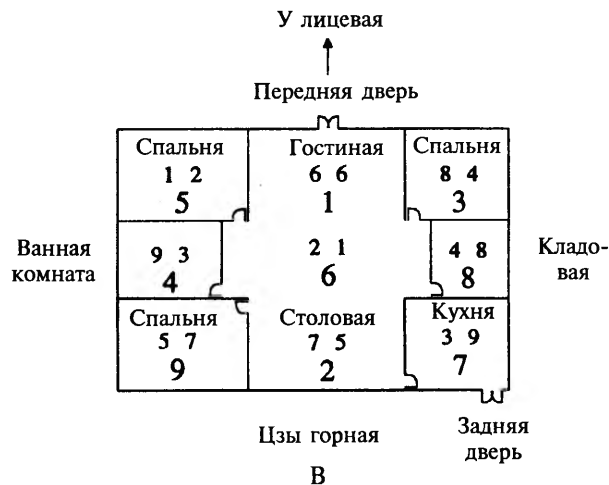 У лицевая
Передняя дверь
Спальня Гостиная Спальня
1 2 6 6 8 4
5 1 3
Ванная комната
9 3 2 1 4 8
4 6 8
Кладо-
вая
Спальня Столовая Кухня
5 7 7 5 3 9
9 2 7
Цзы горная
Задняя
дверь
В